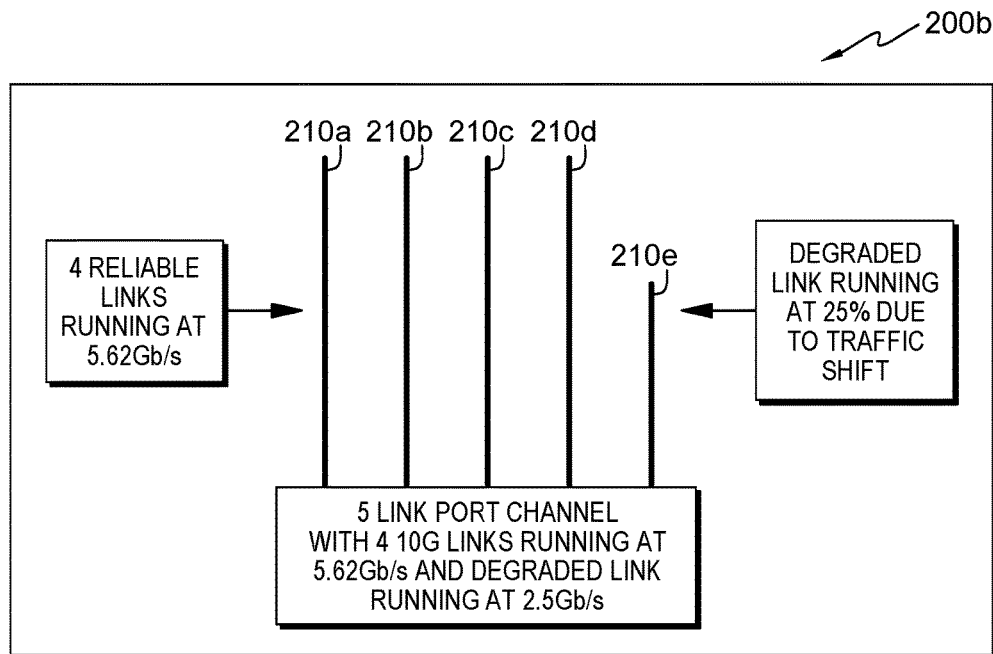 200b
210a 210b 210c 210d
210e
4 RELIABLE
LINKS
RUNNING AT
5.62Gb/s
DEGRADED
LINK RUNNING
AT 25% DUE
TO TRAFFIC
SHIFT
5 LINK PORT CHANNEL
WITH 4 10G LINKS RUNNING AT
5.62Gb/s AND DEGRADED LINK
RUNNING AT 2.5Gb/s